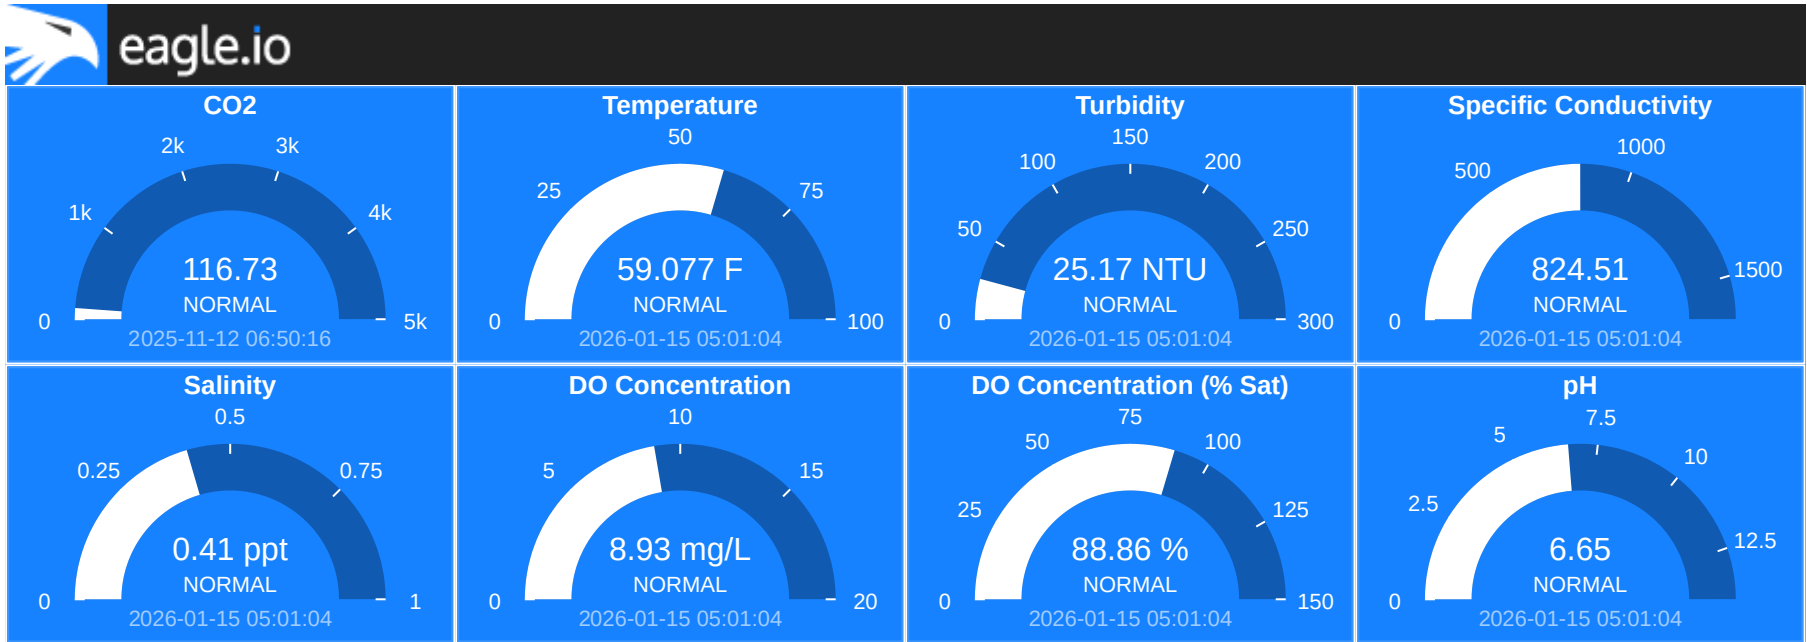 eagle.io
CO2
0
1k
2k
3k
4k
5k
116.73
NORMAL
2025-11-12 06:50:16
Temperature
0
25
50
75
100
59.077 F
NORMAL
2026-01-15 05:01:04
Turbidity
0
50
100
150
200
250
300
25.17 NTU
NORMAL
2026-01-15 05:01:04
Specific Conductivity
0
500
1000
1500
824.51
NORMAL
2026-01-15 05:01:04
Salinity
0
0.25
0.5
0.75
1
0.41 ppt
NORMAL
2026-01-15 05:01:04
DO Concentration
0
5
10
15
20
8.93 mg/L
NORMAL
2026-01-15 05:01:04
DO Concentration (% Sat)
0
25
50
75
100
125
150
88.86 %
NORMAL
2026-01-15 05:01:04
pH
0
2.5
5
7.5
10
12.5
6.65
NORMAL
2026-01-15 05:01:04